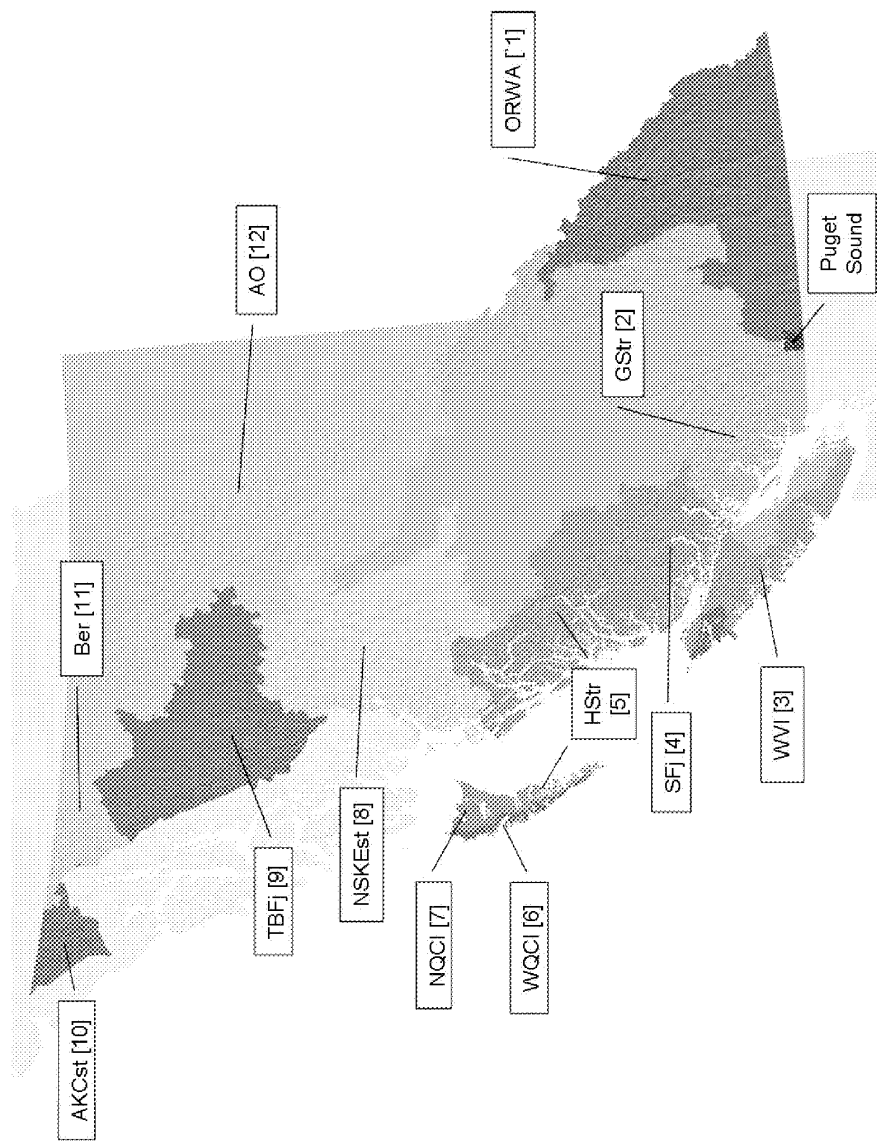 AKCst [10]
Ber [11]
AO [12]
TBFj [9]
NSKEst [8]
NQCI [7]
WQCI [6]
HStr
[5]
SFj [4]
WVI [3]
GStr [2]
ORWA [1]
Puget
Sound